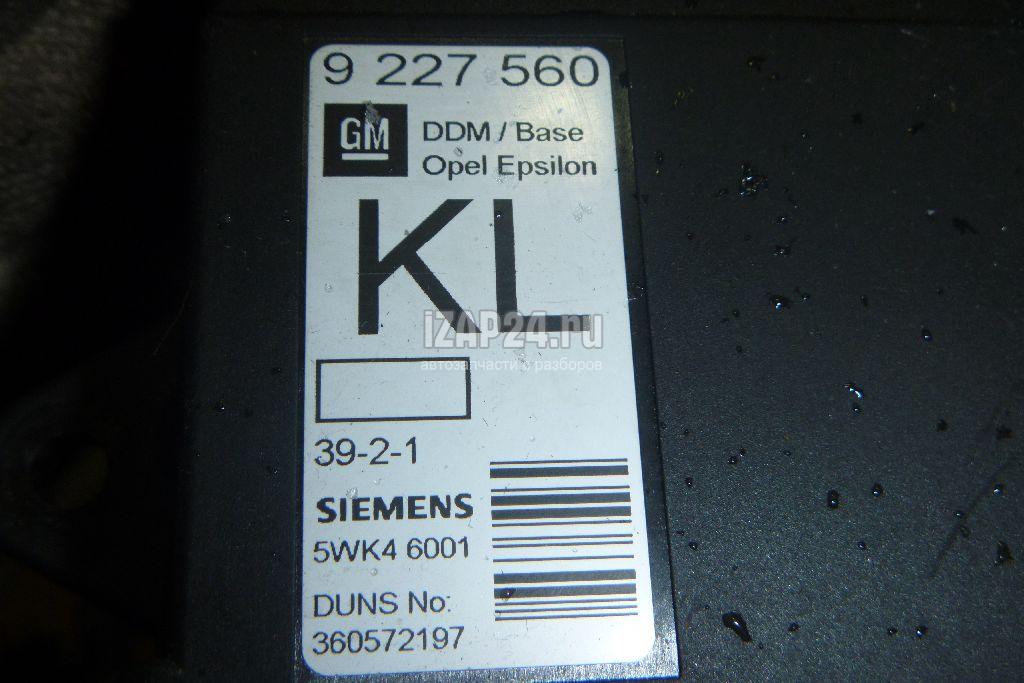 9 227 560
GM
DDM / Base
Opel Epsilon
KL
iZAP24.ru
автозапчасти с разборов
39-2-1
SIEMENS
5WK4 6001
DUNS No:
360572197